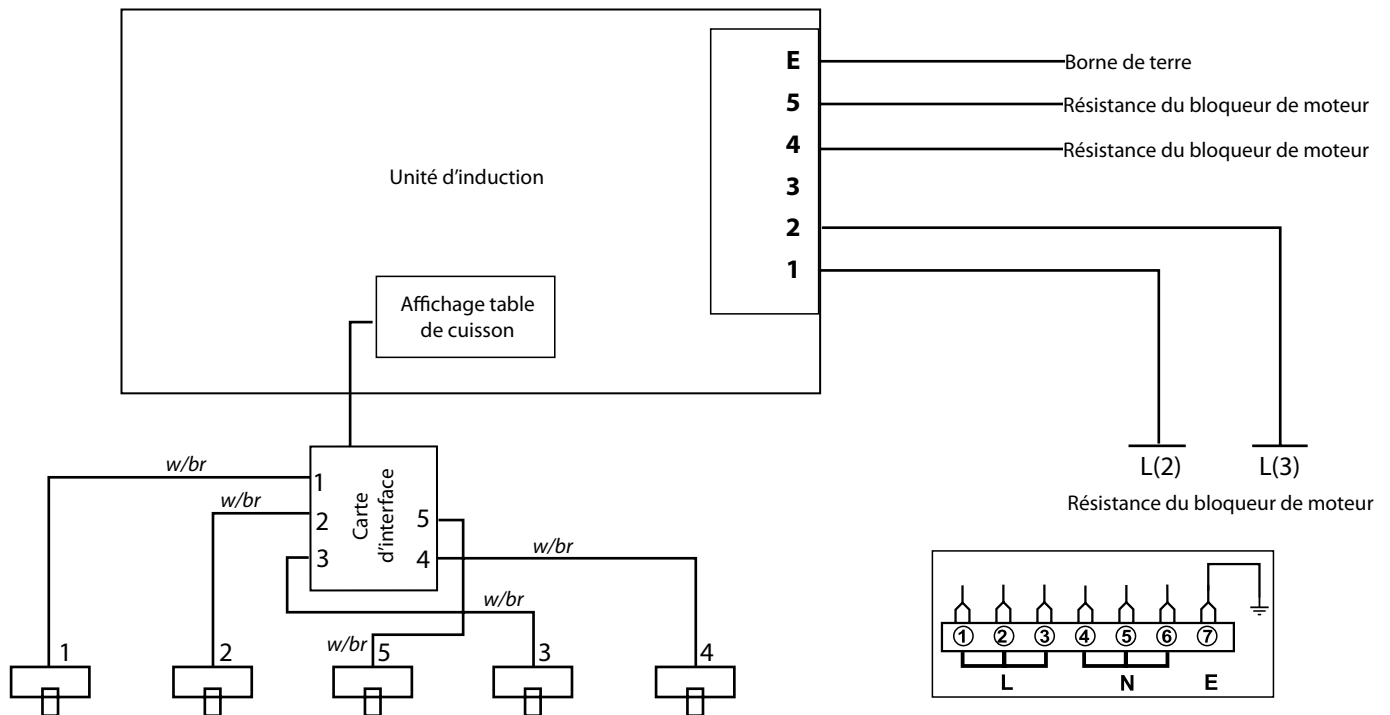 E
Borne de terre
5
Résistance du bloqueur de moteur
4
Résistance du bloqueur de moteur
3
2
1
Unité d'induction
Affichage table
de cuisson
L(2)
L(3)
Résistance du bloqueur de moteur
w/br
1
w/br
2
3
Carte
d'interface
5
4
w/br
w/br
w/br
1
2
5
3
4
1
2
3
4
5
6
7
L
N
E